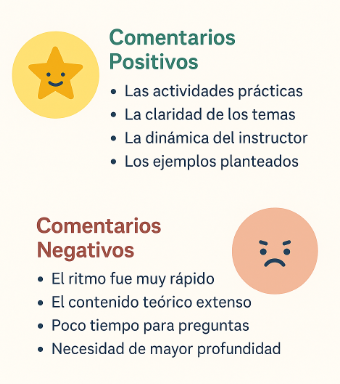 Comentarios
Positivos
• Las actividades prácticas
• La claridad de los temas
• La dinámica del instructor
• Los ejemplos planteados
Comentarios
Negativos
• El ritmo fue muy rápido
• El contenido teórico extenso
• Poco tiempo para preguntas
• Necesidad de mayor profundidad